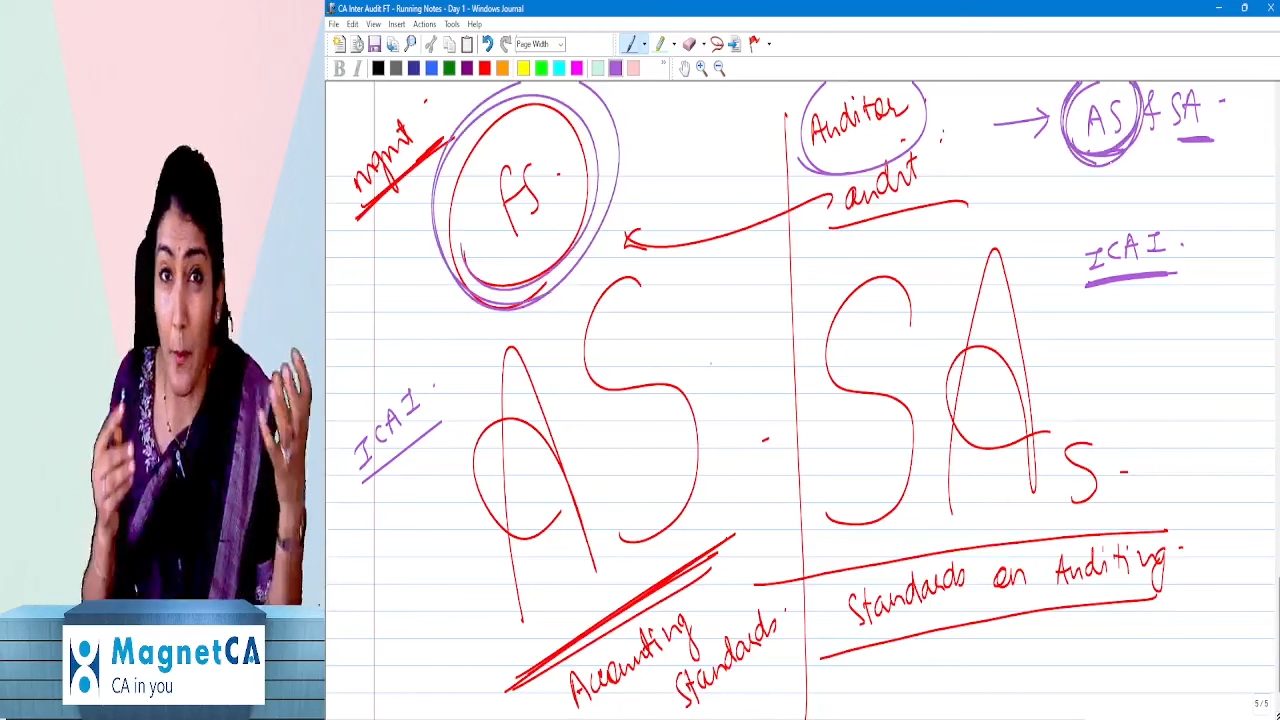 CA Inter Audit FT - Running Notes - Day 1 - Windows Journal
File Edit View Insert Actions Tools Help
Page Width
B I
mgmt
FS.
Auditor
audit
→ AS & SA
ICAI.
ICAI.
AS
SAs
Accounting
Standards.
Standards on Auditing.
MagnetCA
CA in you
5 / 5